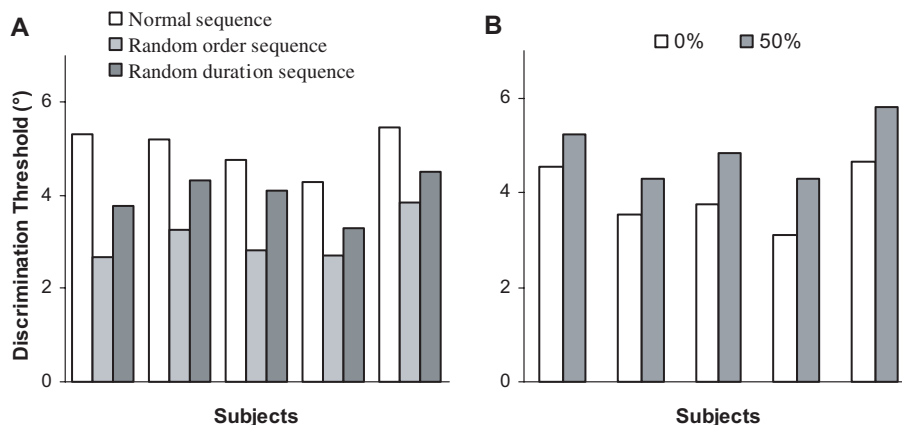 A
Normal sequence
Random order sequence
Random duration sequence
Discrimination Threshold (°)
6
4
2
0
Subjects
B
0% 50%
6
4
2
0
Subjects